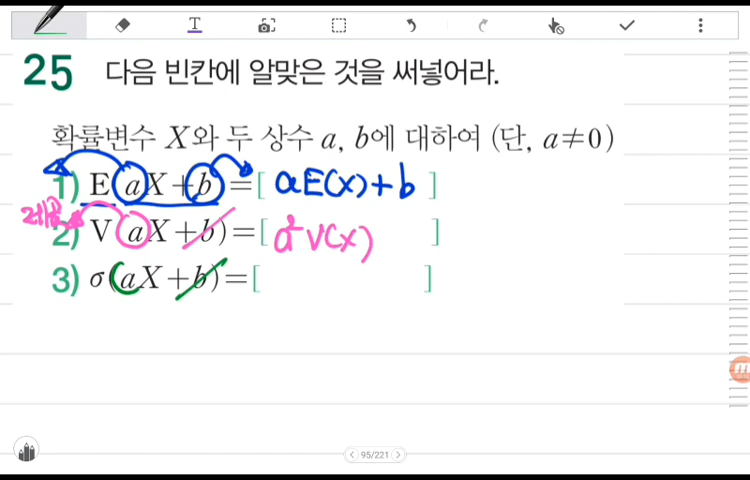 T
25 다음 빈칸에 알맞은 것을 써넣어라.
확률변수 X와 두 상수 a, b에 대하여 (단, a≠0)
1) E(aX+b)=[ aE(X)+b ]
제곱
2) V(aX+b)=[ a²V(X) ]
3) σ(aX+b)=[ ]
95/221